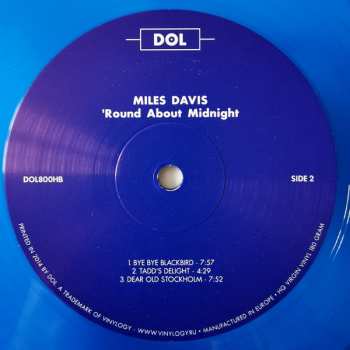 DOL
MILES DAVIS
'Round About Midnight
DOL800HB
SIDE 2
1 BYE BYE BLACKBIRD - 7:57
2. TADD'S DELIGHT - 4:29
3. DEAR OLD STOCKHOLM - 7:52
PRINTED IN 2014 BY DOL. A TRADEMARK OF VINYLOGY - WWW.VINYLOGY.RU • MANUFACTURED IN EUROPE • HQ VIRGIN VINYL 180 GRAM